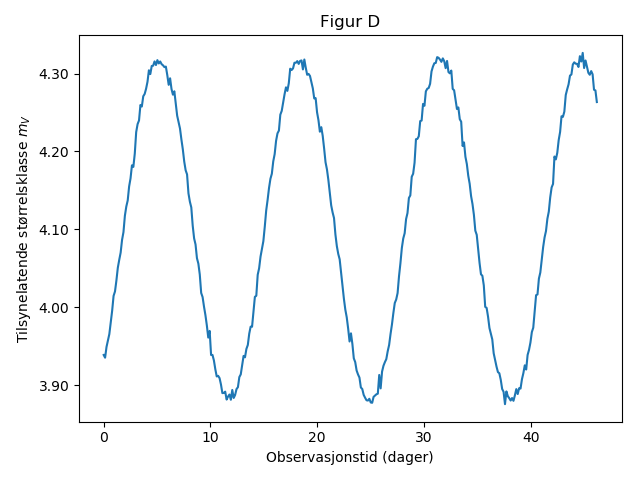 Figur D
Tilsynelatende størrelsklasse m_V
4.30
4.20
4.10
4.00
3.90
0 10 20 30 40
Observasjonstid (dager)